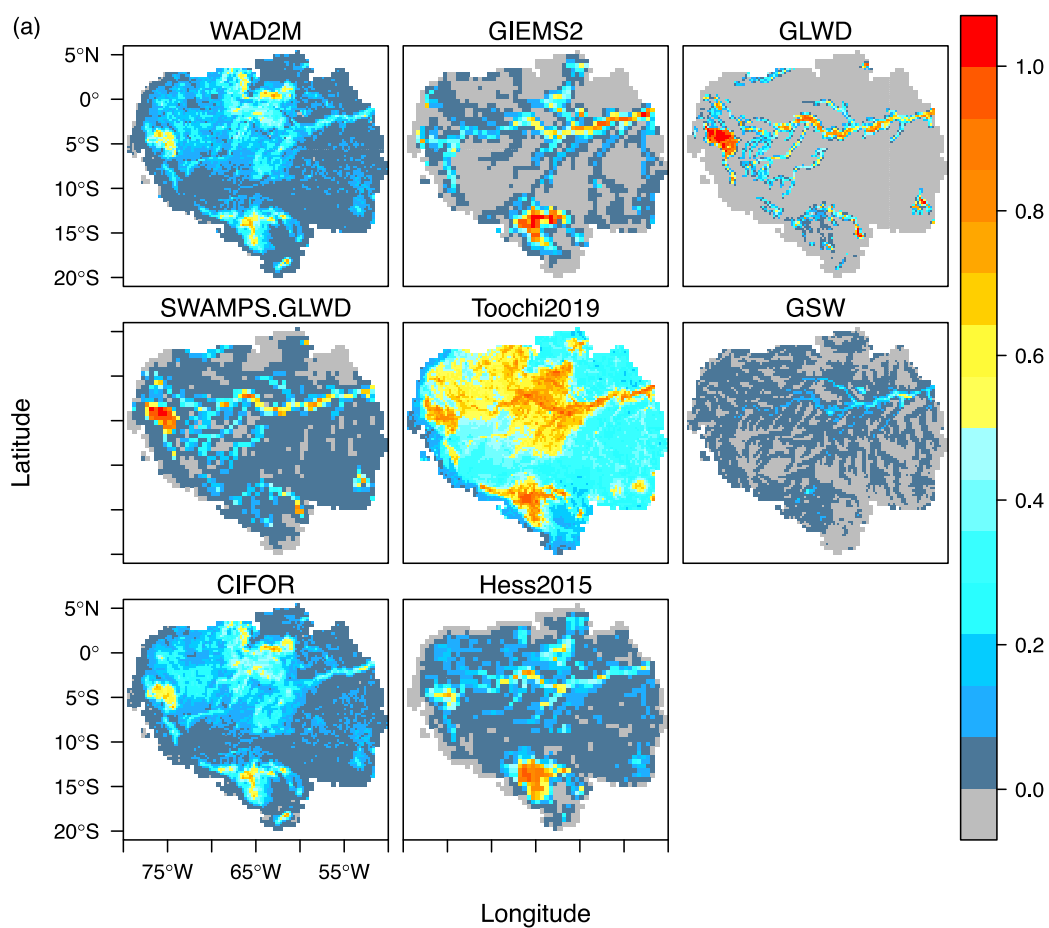 (a)
WAD2M GIEMS2 GLWD
5°N
0°
5°S
10°S
15°S
20°S
SWAMPS.GLWD Toochi2019 GSW
CIFOR Hess2015
5°N
0°
5°S
10°S
15°S
20°S
75°W 65°W 55°W
Latitude
Longitude
1.0
0.8
0.6
0.4
0.2
0.0